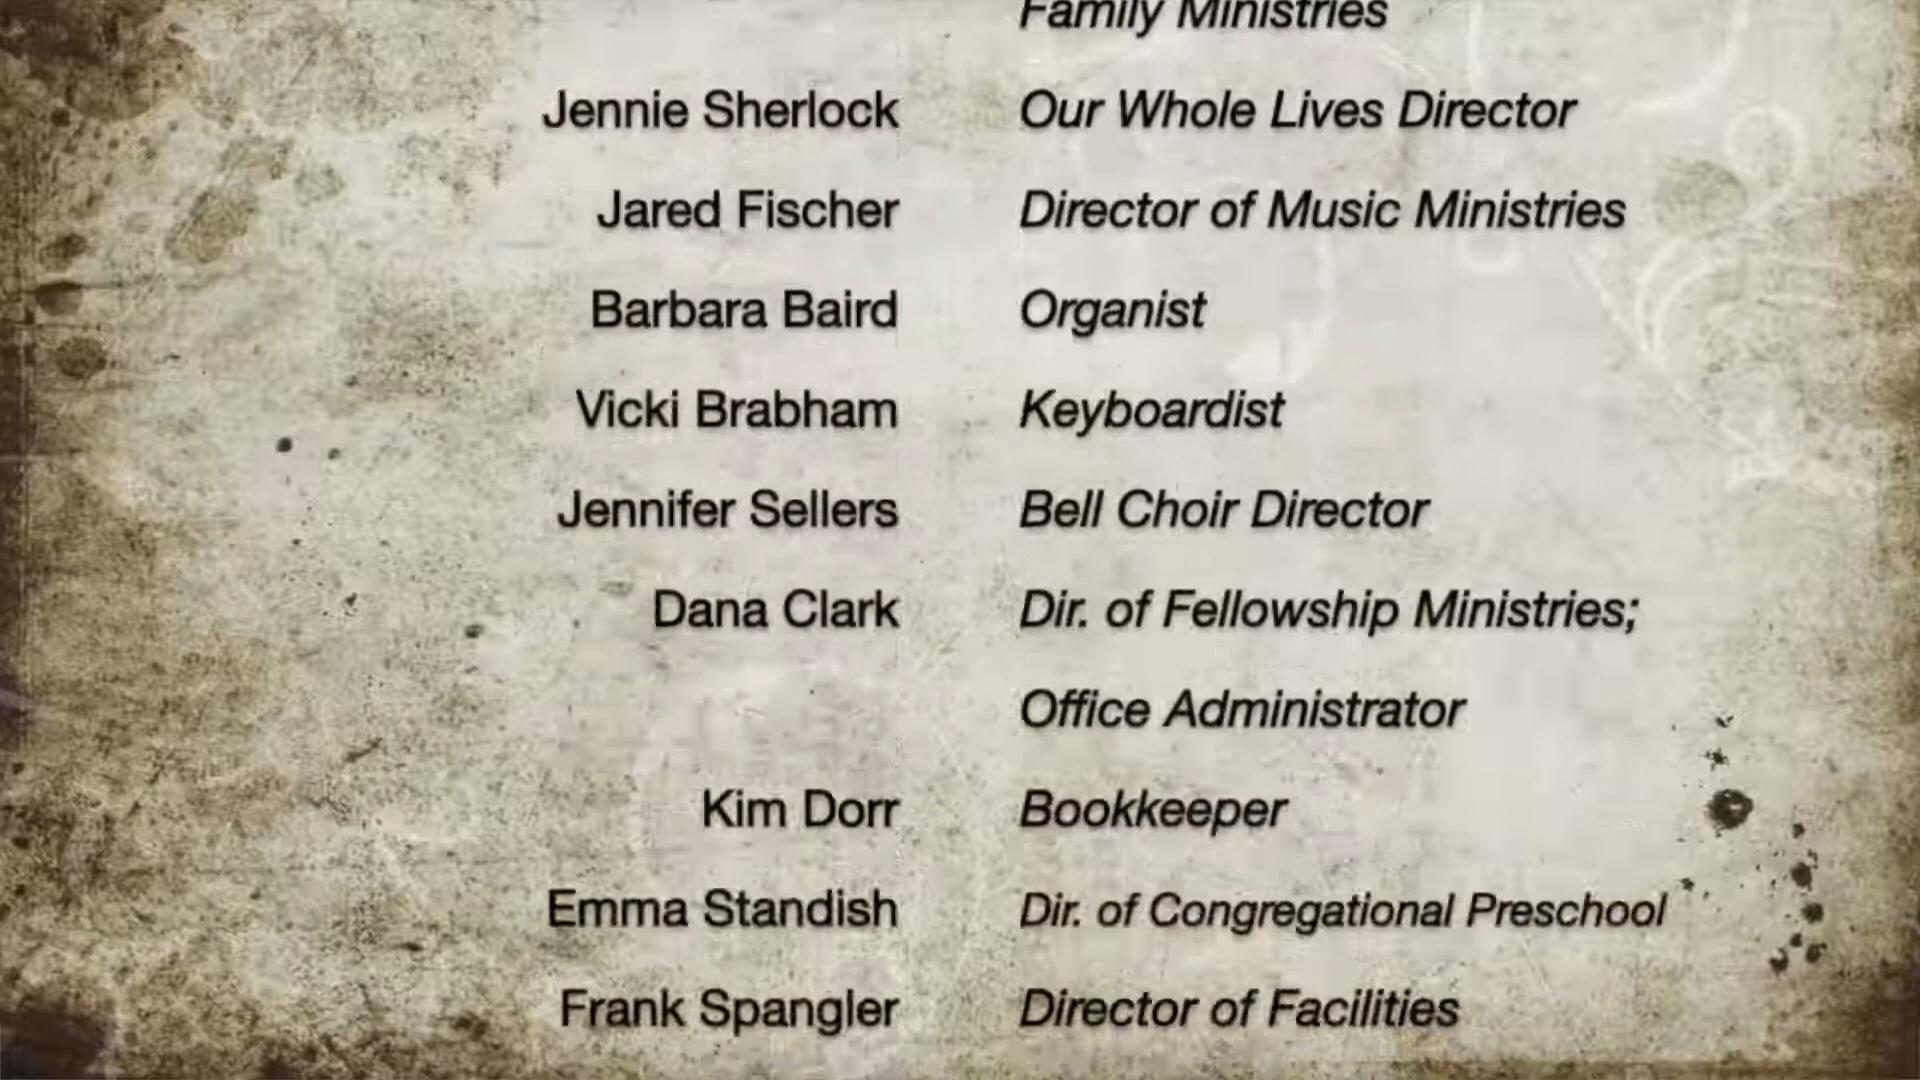 Family Ministries
Jennie Sherlock Our Whole Lives Director
Jared Fischer Director of Music Ministries
Barbara Baird Organist
Vicki Brabham Keyboardist
Jennifer Sellers Bell Choir Director
Dana Clark Dir. of Fellowship Ministries;
Office Administrator
Kim Dorr Bookkeeper
Emma Standish Dir. of Congregational Preschool
Frank Spangler Director of Facilities